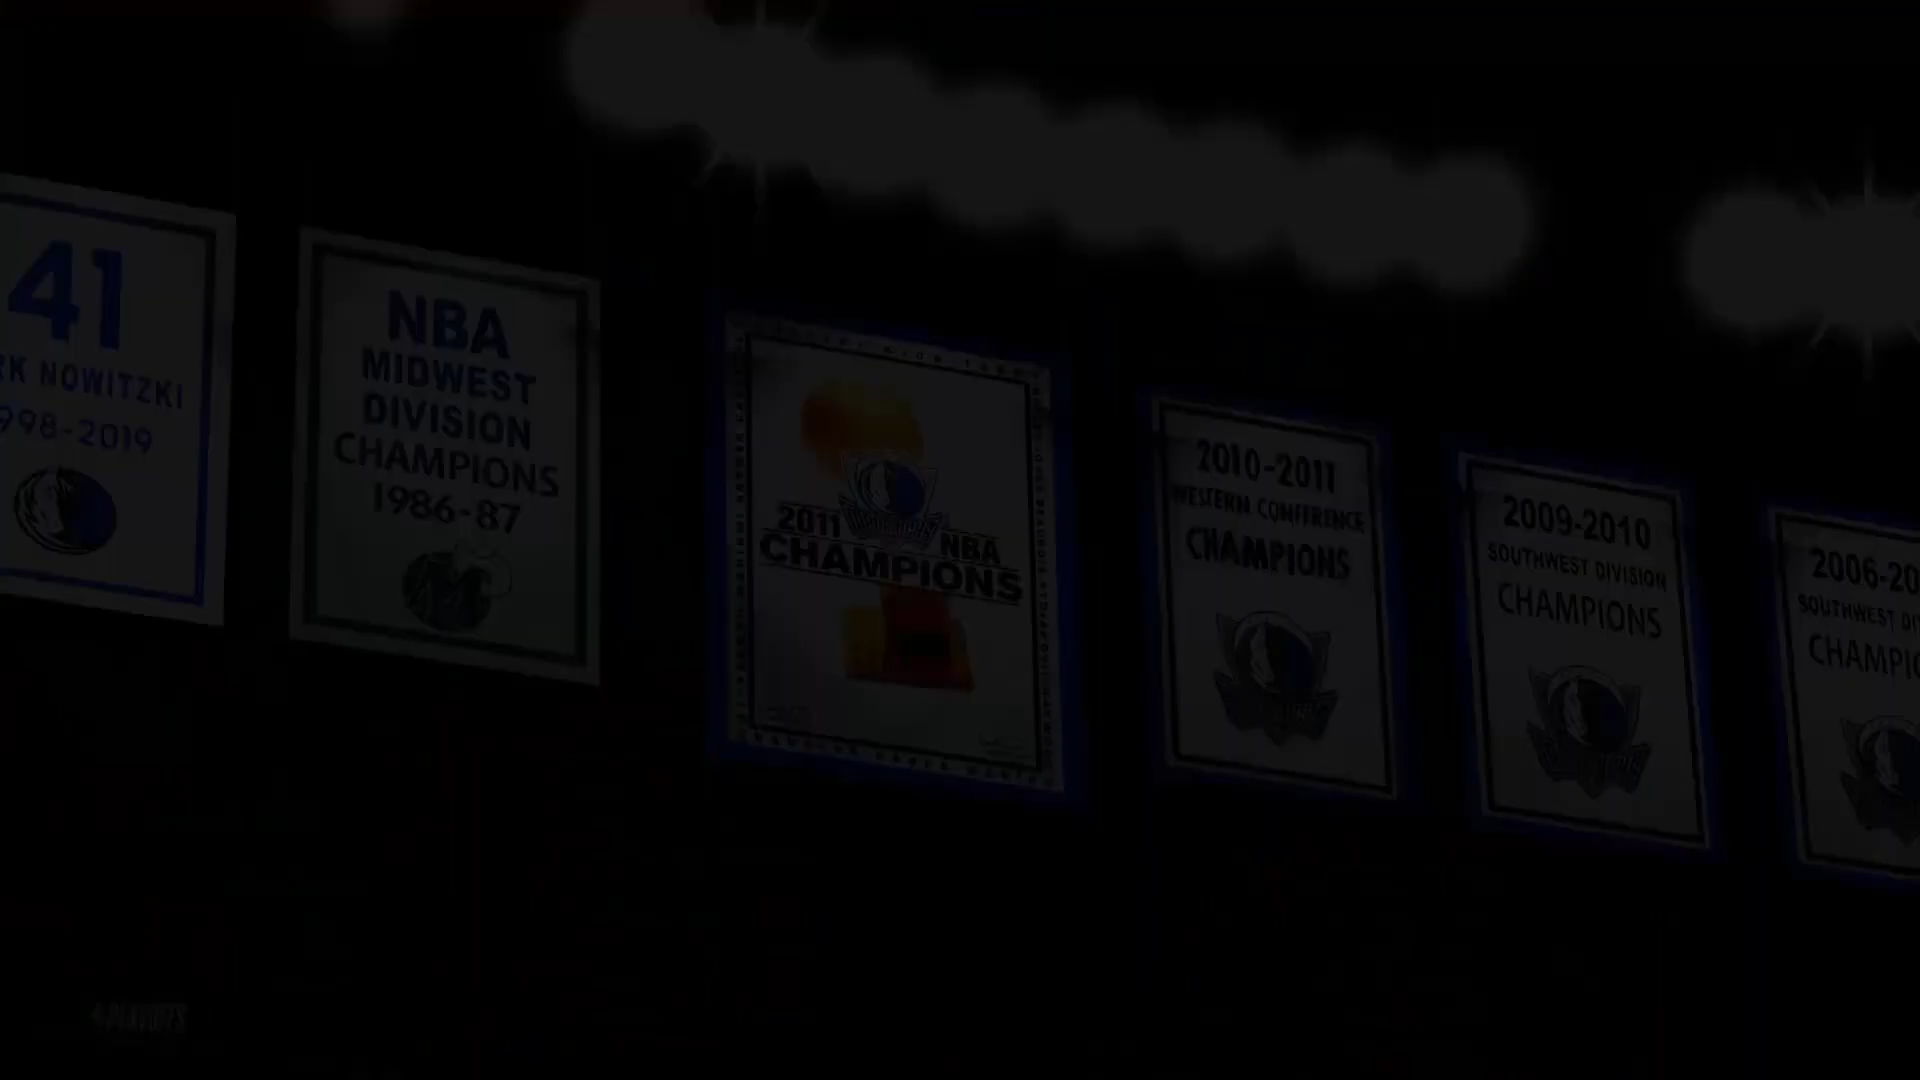 41
RK NOWITZKI
998-2019
NBA
MIDWEST
DIVISION
CHAMPIONS
1986-87
2011 NBA
CHAMPIONS
2010-2011
WESTERN CONFERENCE
CHAMPIONS
2009-2010
SOUTHWEST DIVISION
CHAMPIONS
2006-20
SOUTHWEST DI
CHAMPIO